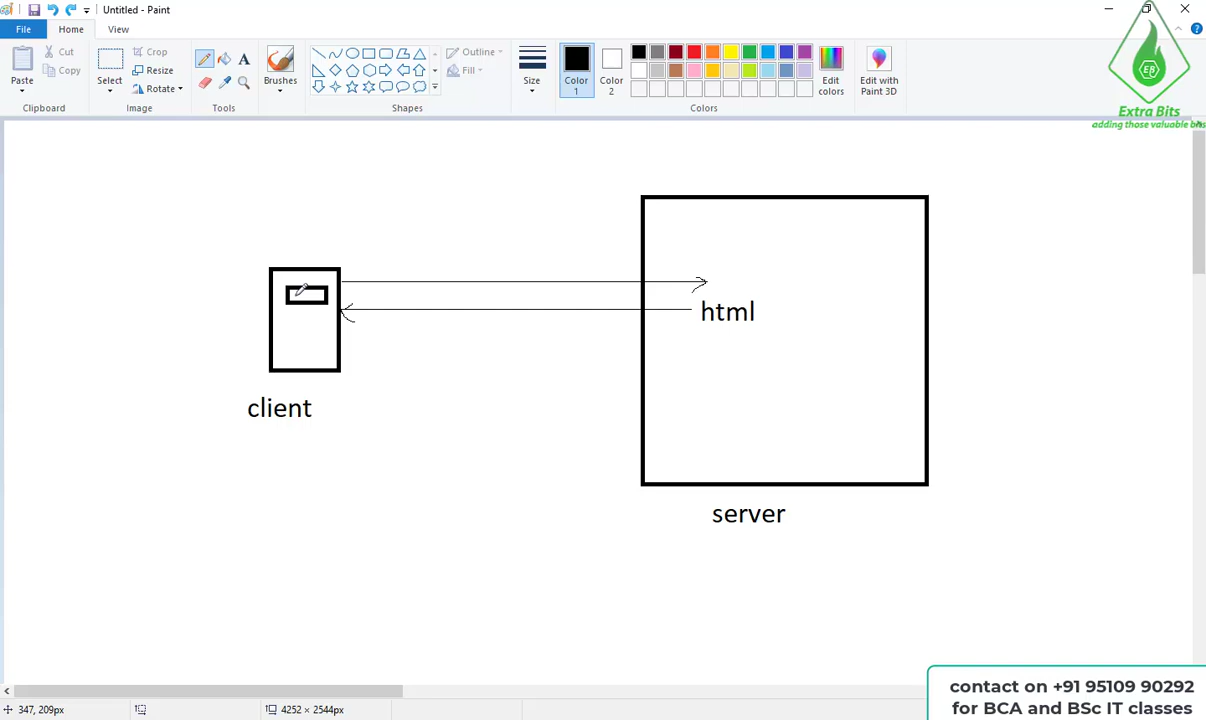 Untitled - Paint
File
Home
View
Paste
Cut
Copy
Clipboard
Select
Crop
Resize
Rotate
Image
A
Tools
Brushes
Outline
Fill
Shapes
Size
Color
1
Color
2
Edit
colors
Colors
Edit with
Paint 3D
EB
Extra Bits
adding those valuable bits
html
client
server
347, 209px
4252 × 2544px
contact on +91 95109 90292
for BCA and BSc IT classes